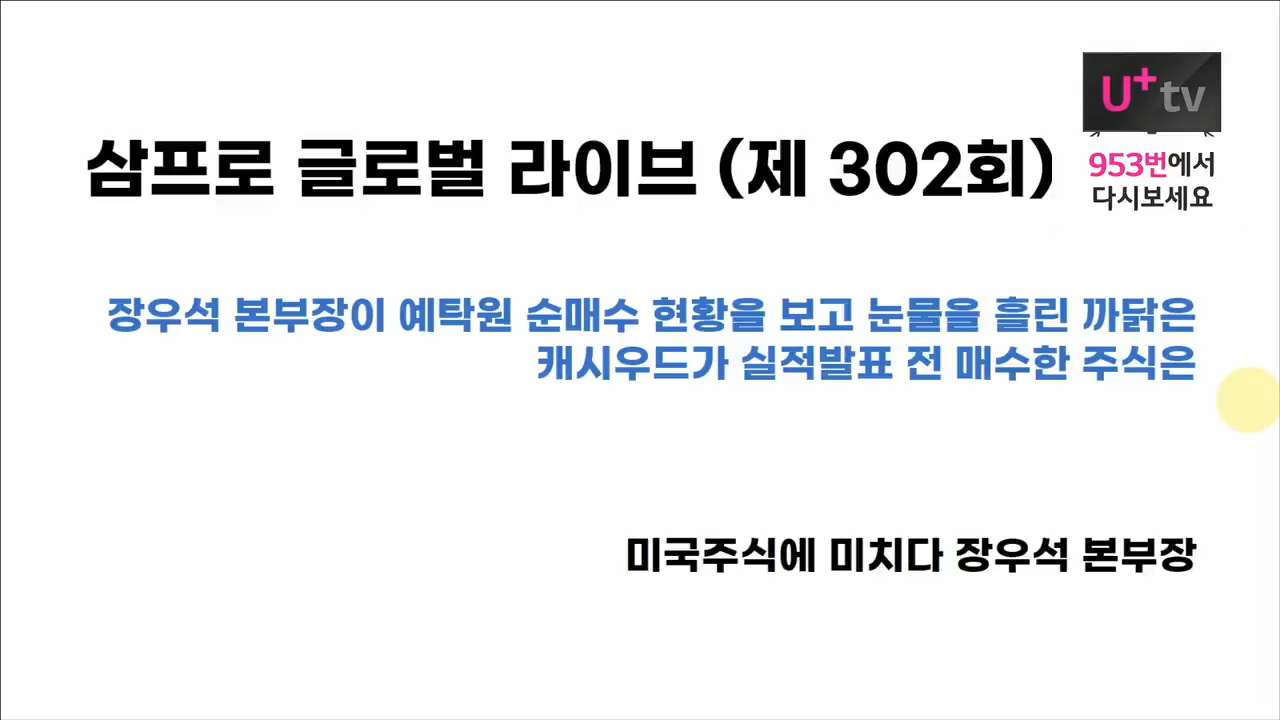 U+tv
삼프로 글로벌 라이브 (제 302회)
953번에서
다시보세요
장우석 본부장이 예탁원 순매수 현황을 보고 눈물을 흘린 까닭은
캐시우드가 실적발표 전 매수한 주식은
미국주식에 미치다 장우석 본부장